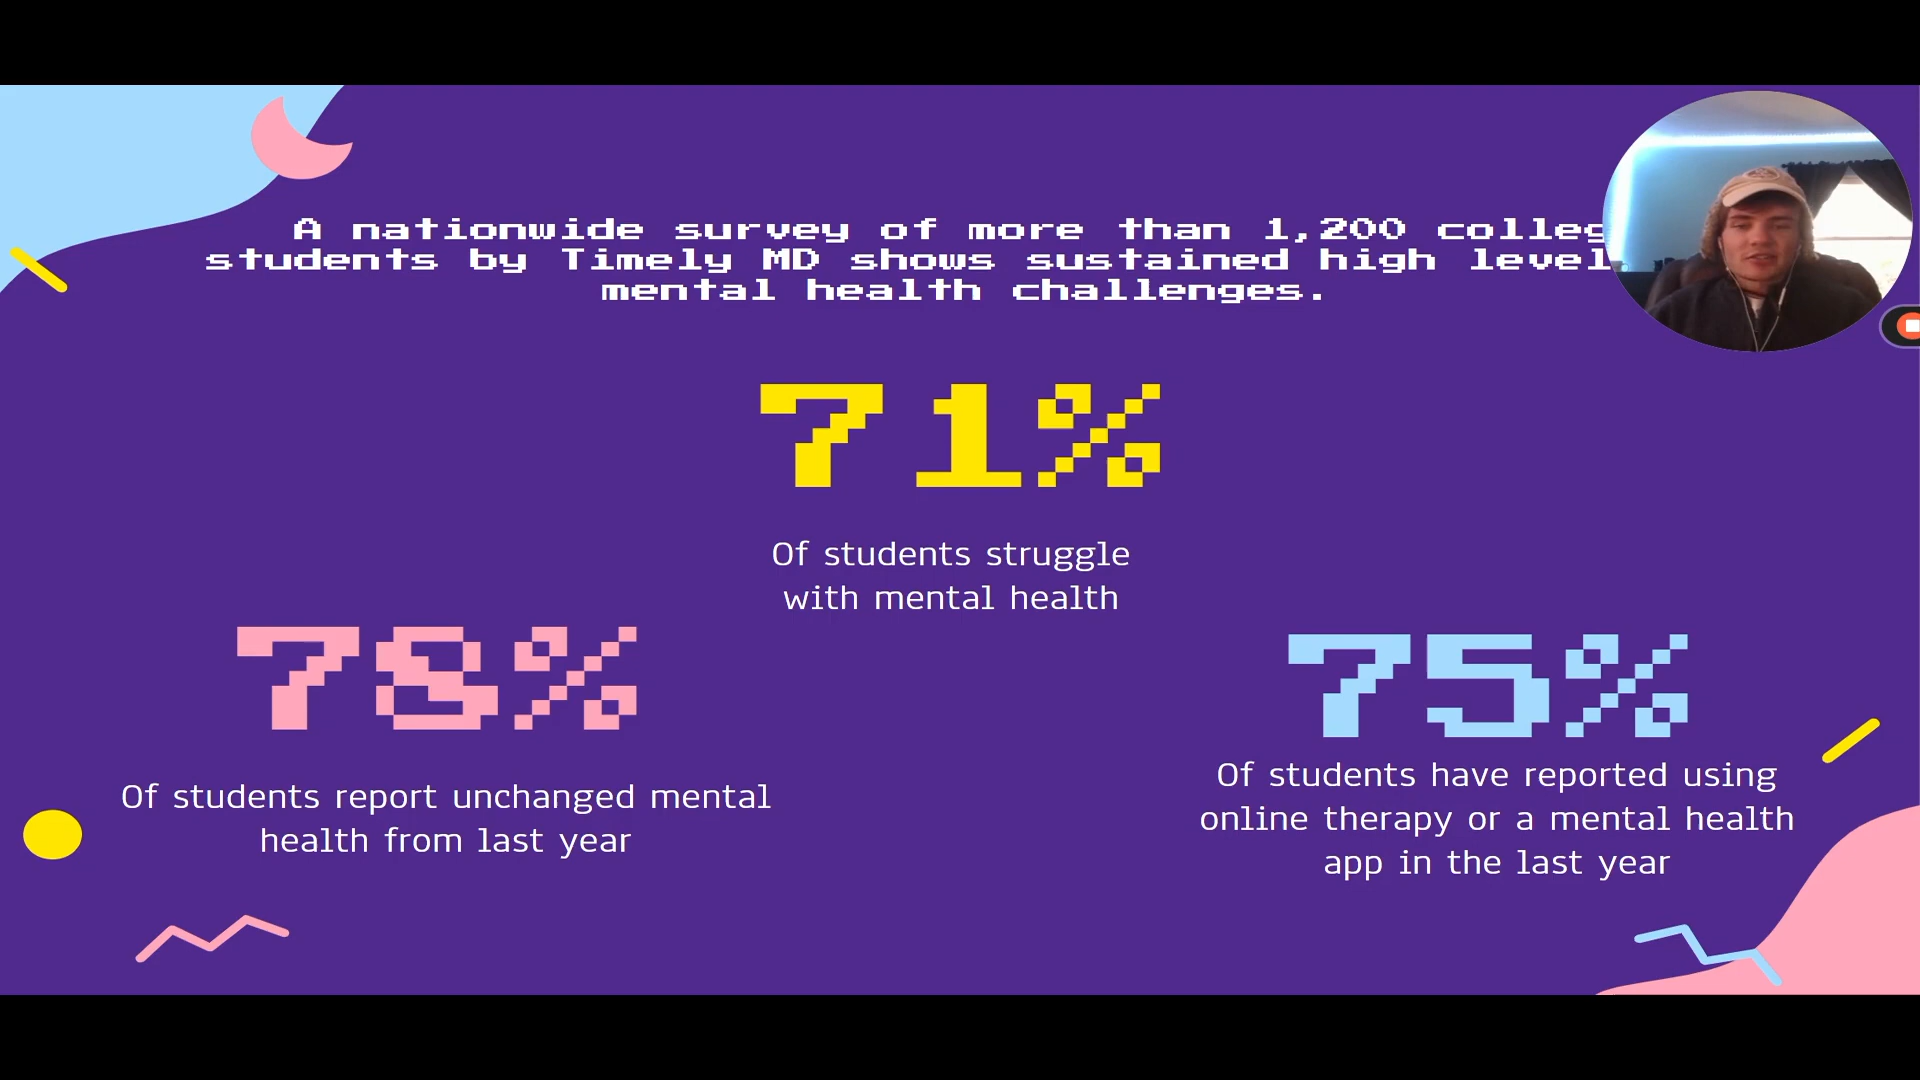 A nationwide survey of more than 1,200
students by Timely MD shows sustained high
mental health challenges.
71%
Of students struggle
with mental health
78%
75%
Of students report unchanged mental
health from last year
Of students have reported using
online therapy or a mental health
app in the last year